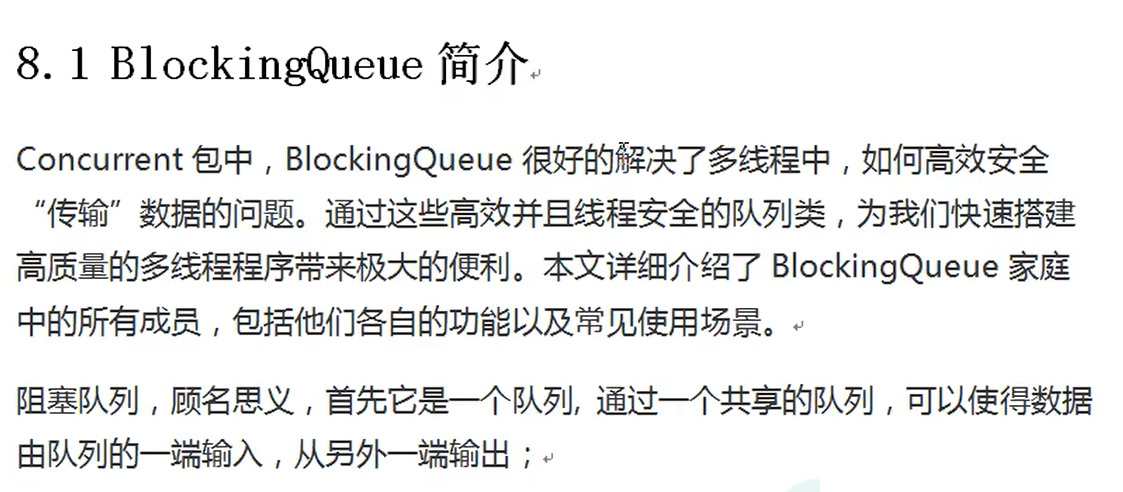 8.1 BlockingQueue 简介
Concurrent 包中，BlockingQueue 很好的解决了多线程中，如何高效安全
“传输”数据的问题。通过这些高效并且线程安全的队列类，为我们快速搭建
高质量的多线程程序带来极大的便利。本文详细介绍了 BlockingQueue 家庭
中的所有成员，包括他们各自的功能以及常见使用场景。
阻塞队列，顾名思义，首先它是一个队列, 通过一个共享的队列，可以使得数据
由队列的一端输入，从另外一端输出；